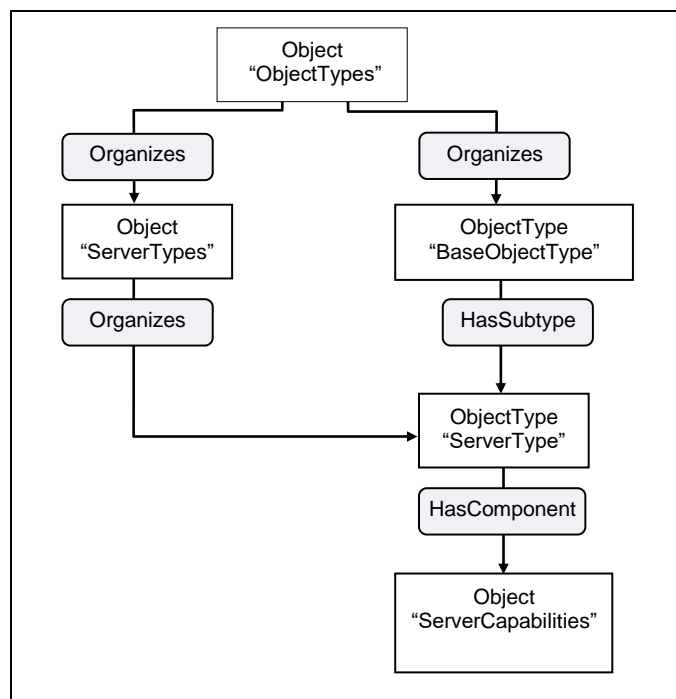 Object
“ObjectTypes”
Organizes
Organizes
Object
“ServerTypes”
ObjectType
“BaseObjectType”
Organizes
HasSubtype
ObjectType
“ServerType”
HasComponent
Object
“ServerCapabilities”